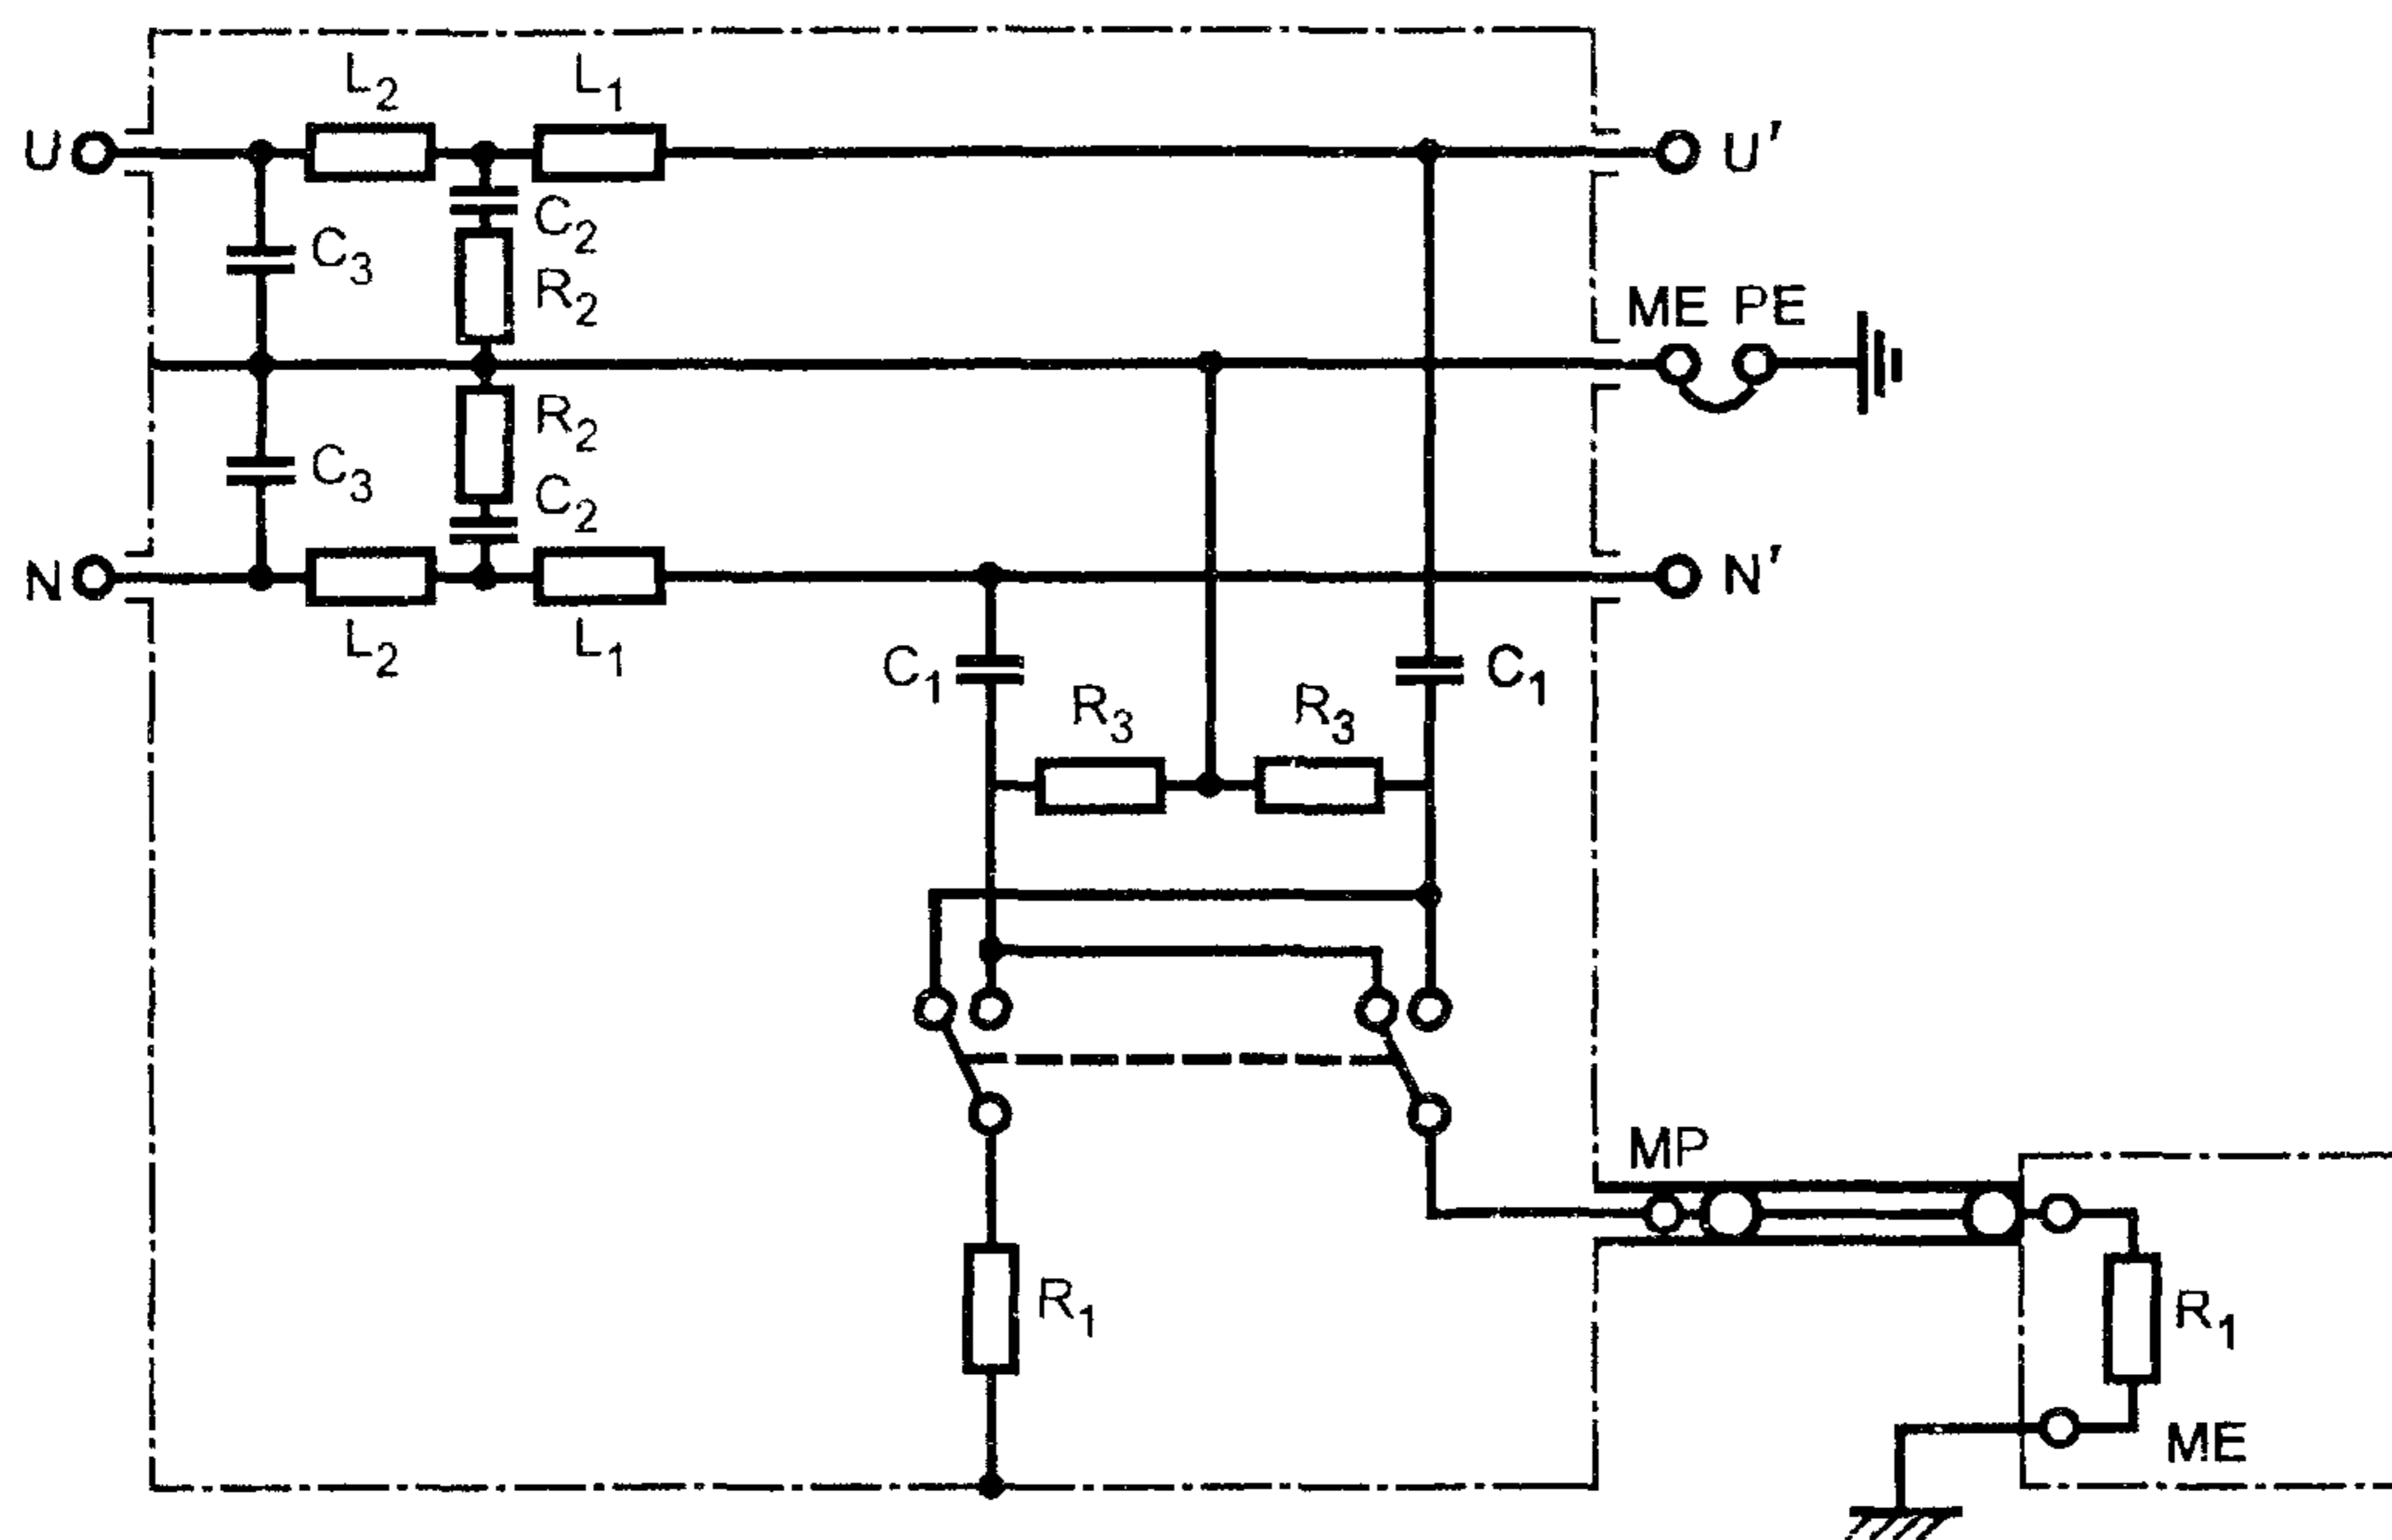 L₂ L₁
U U'
C₃ C₂
R₂
ME PE
R₂
C₃ C₂
N N'
L₂ L₁
C₁ C₁
R₃ R₃
MP
R₁ R₁
ME